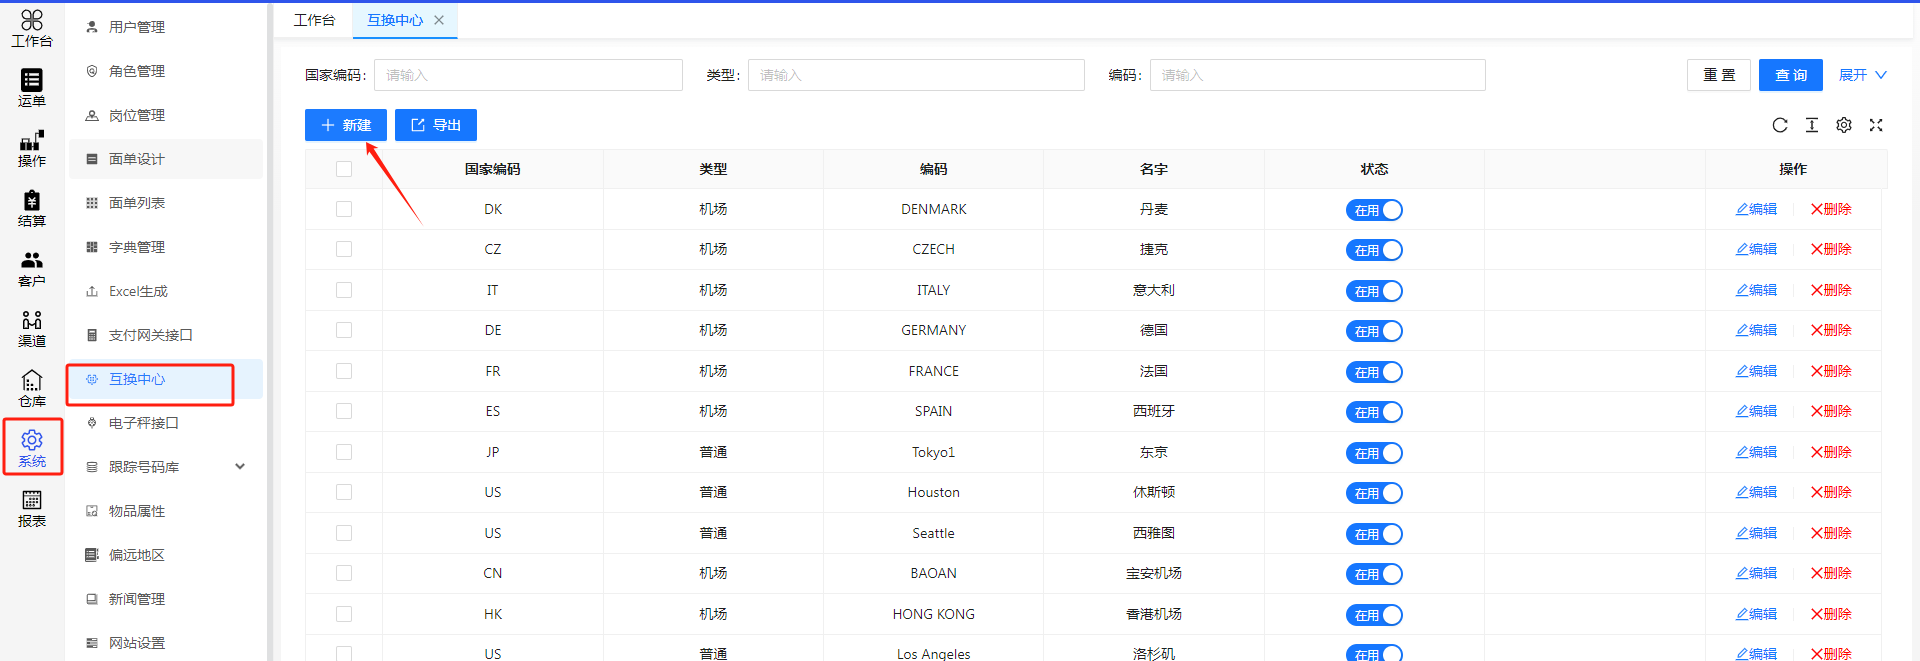 工作台
运单
操作
结算
客户
渠道
仓库
系统
报表
用户管理
角色管理
岗位管理
面单设计
面单列表
字典管理
Excel生成
支付网关接口
互换中心
电子秤接口
跟踪号码库
物品属性
偏远地区
新闻管理
网站设置
工作台 互换中心
国家编码: 请输入 类型: 请输入 编码: 请输入 重 置 查 询 展开
新建 导出
国家编码 类型 编码 名字 状态 操作
DK 机场 DENMARK 丹麦 在用 编辑 删除
CZ 机场 CZECH 捷克 在用 编辑 删除
IT 机场 ITALY 意大利 在用 编辑 删除
DE 机场 GERMANY 德国 在用 编辑 删除
FR 机场 FRANCE 法国 在用 编辑 删除
ES 机场 SPAIN 西班牙 在用 编辑 删除
JP 普通 Tokyo1 东京 在用 编辑 删除
US 普通 Houston 休斯顿 在用 编辑 删除
US 普通 Seattle 西雅图 在用 编辑 删除
CN 机场 BAOAN 宝安机场 在用 编辑 删除
HK 机场 HONG KONG 香港机场 在用 编辑 删除
US 普通 Los Angeles 洛杉矶 在用 编辑 删除